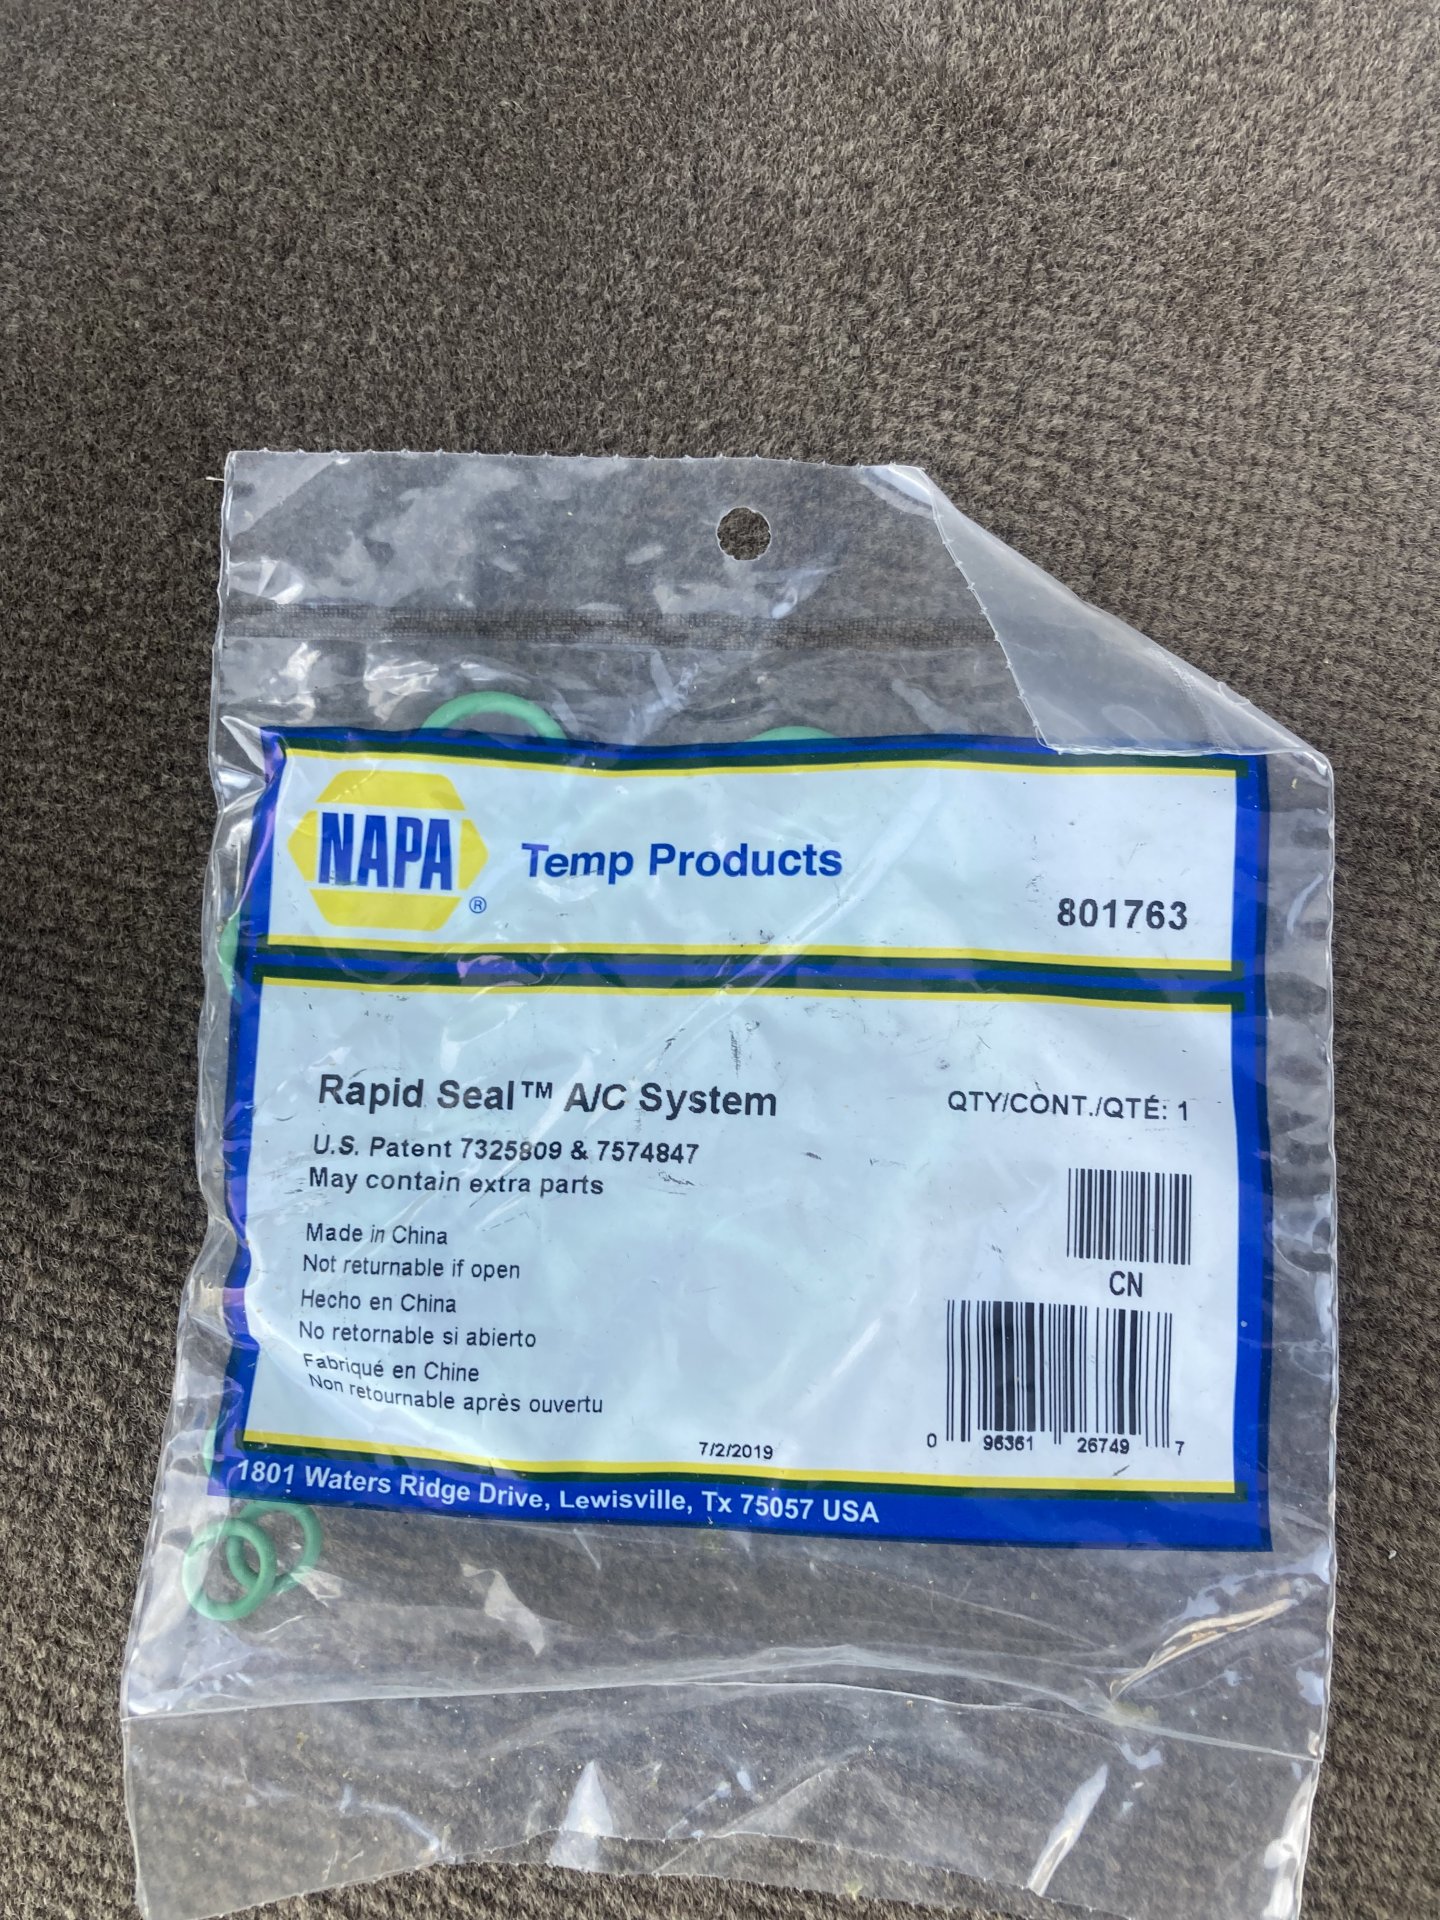 NAPA®
Temp Products
801763
Rapid Seal™ A/C System
QTY/CONT./QTÉ: 1
U.S. Patent 7325809 & 7574847
May contain extra parts
Made in China
Not returnable if open
Hecho en China
No retornable si abierto
Fabriqué en Chine
Non retournable après ouvertu
CN
0 96361 26749 7
7/2/2019
1801 Waters Ridge Drive, Lewisville, Tx 75057 USA